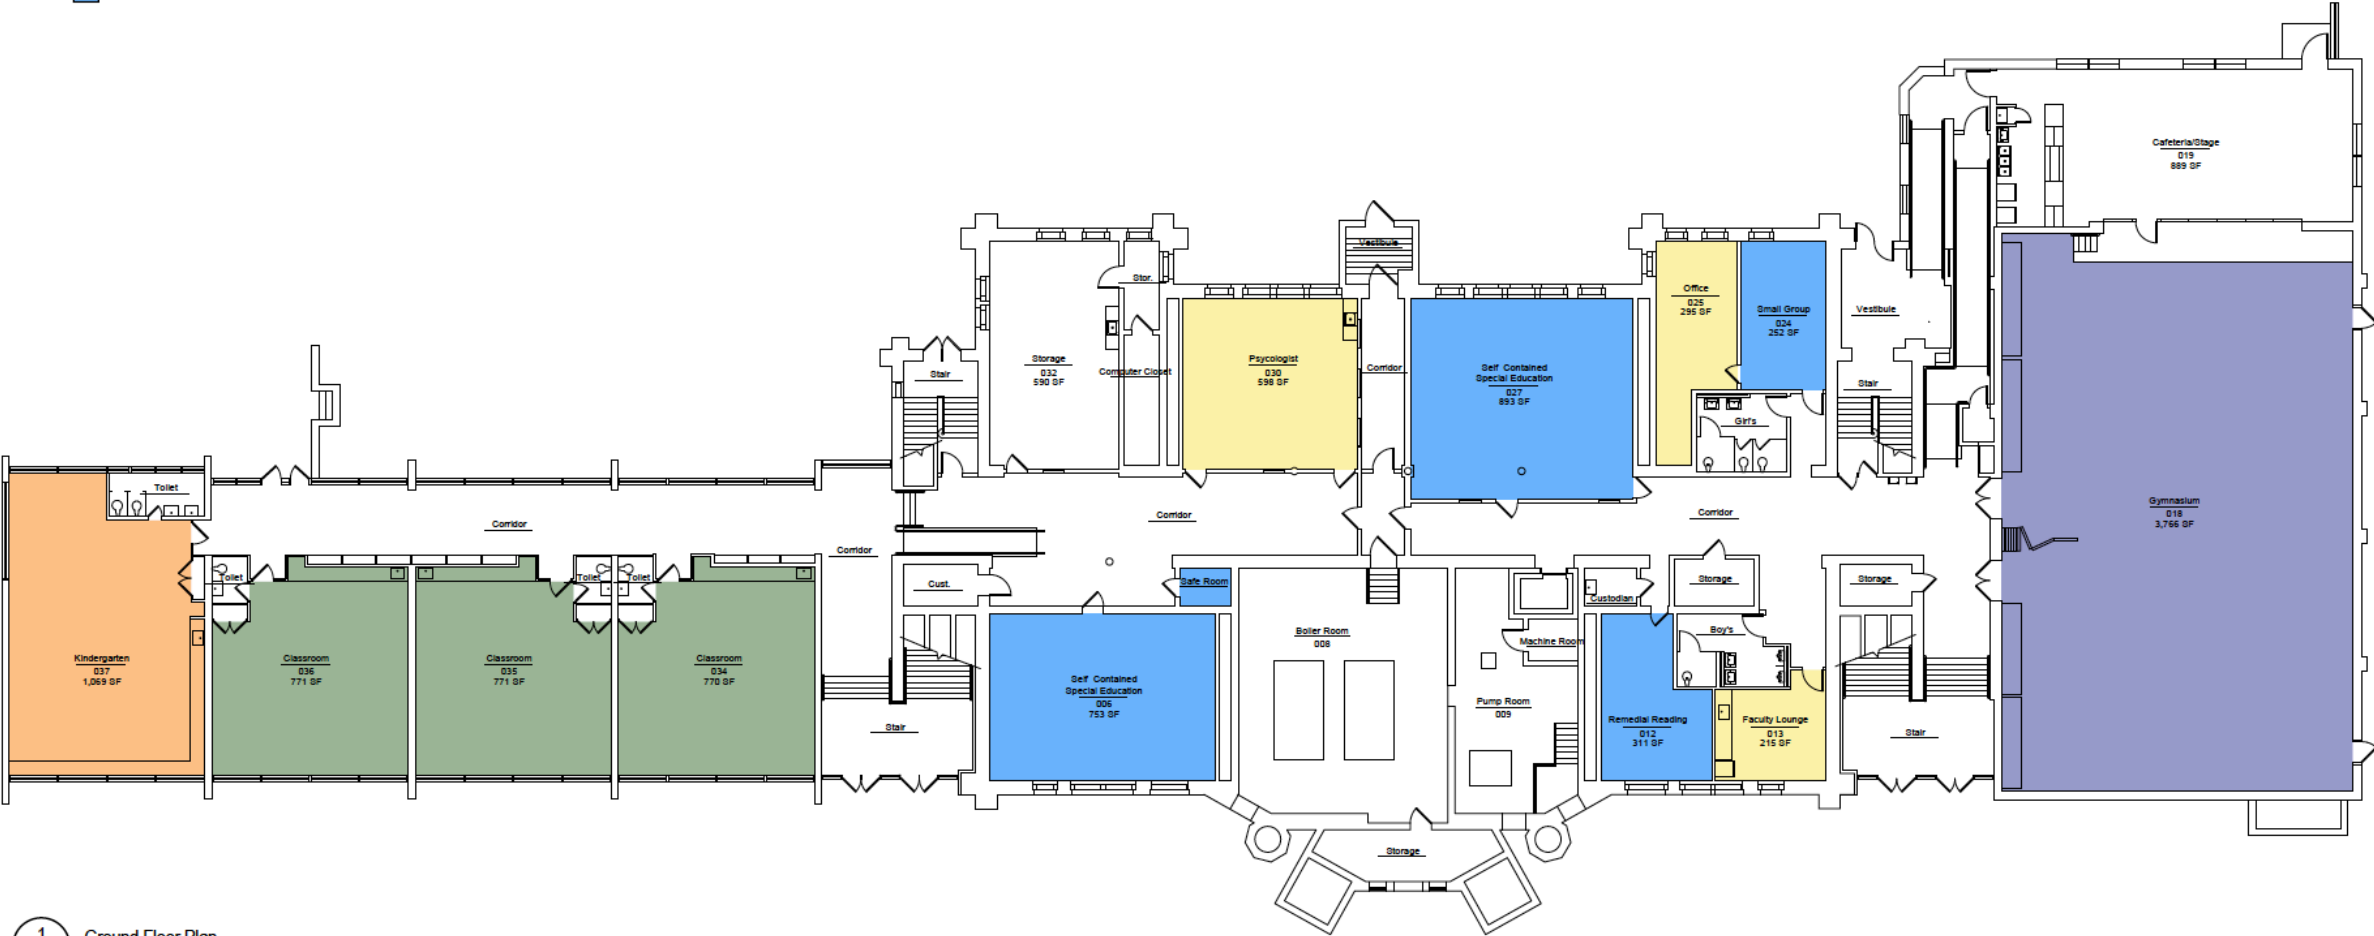 Cafeteria/Stage
019
889 SF
Vestibule
Stor.
Office
025
295 SF
Small Group
024
252 SF
Vestibule
Storage
032
590 SF
Computer Closet
Psycologist
030
598 SF
Corridor
Self Contained
Special Education
027
893 SF
Stair
Stair
Girl's
Toilet
Corridor
Corridor
Corridor
Corridor
Gymnasium
018
3,766 SF
Toilet
Toilet
Toilet
Cust.
Safe Room
Custodian
Storage
Storage
Kindergarten
037
1,069 SF
Classroom
036
771 SF
Classroom
035
771 SF
Classroom
034
770 SF
Boiler Room
008
Machine Room
Boy's
Self Contained
Special Education
006
753 SF
Pump Room
009
Remedial Reading
012
311 SF
Faculty Lounge
013
215 SF
Stair
Stair
Storage
1
Ground Floor Plan